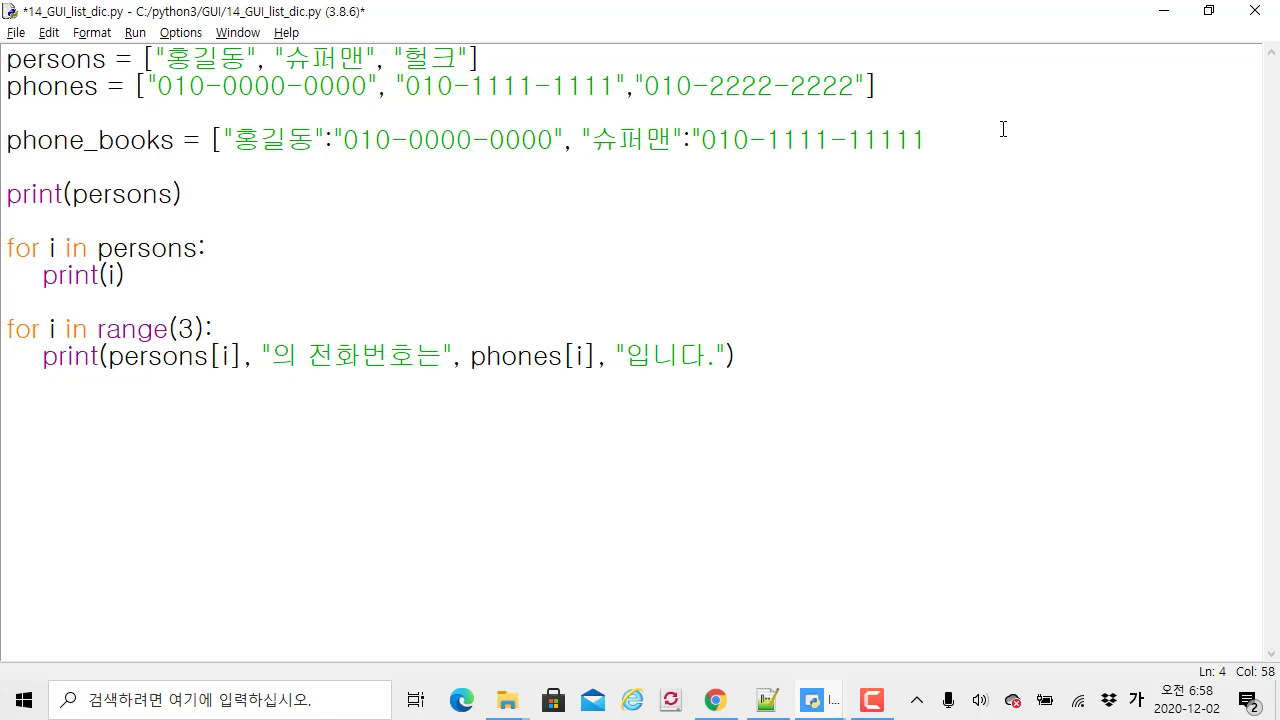 *14_GUI_list_dic.py - C:/python3/GUI/14_GUI_list_dic.py (3.8.6)*
File Edit Format Run Options Window Help
persons = ["홍길동", "슈퍼맨", "헐크"]
phones = ["010-0000-0000", "010-1111-1111","010-2222-2222"]
phone_books = ["홍길동":"010-0000-0000", "슈퍼맨":"010-1111-11111
print(persons)
for i in persons:
print(i)
for i in range(3):
print(persons[i], "의 전화번호는", phones[i], "입니다.")
Ln: 4 Col: 58
검색하려면 여기에 입력하십시오.
I...
가
오전 6:58
2020-12-02
2